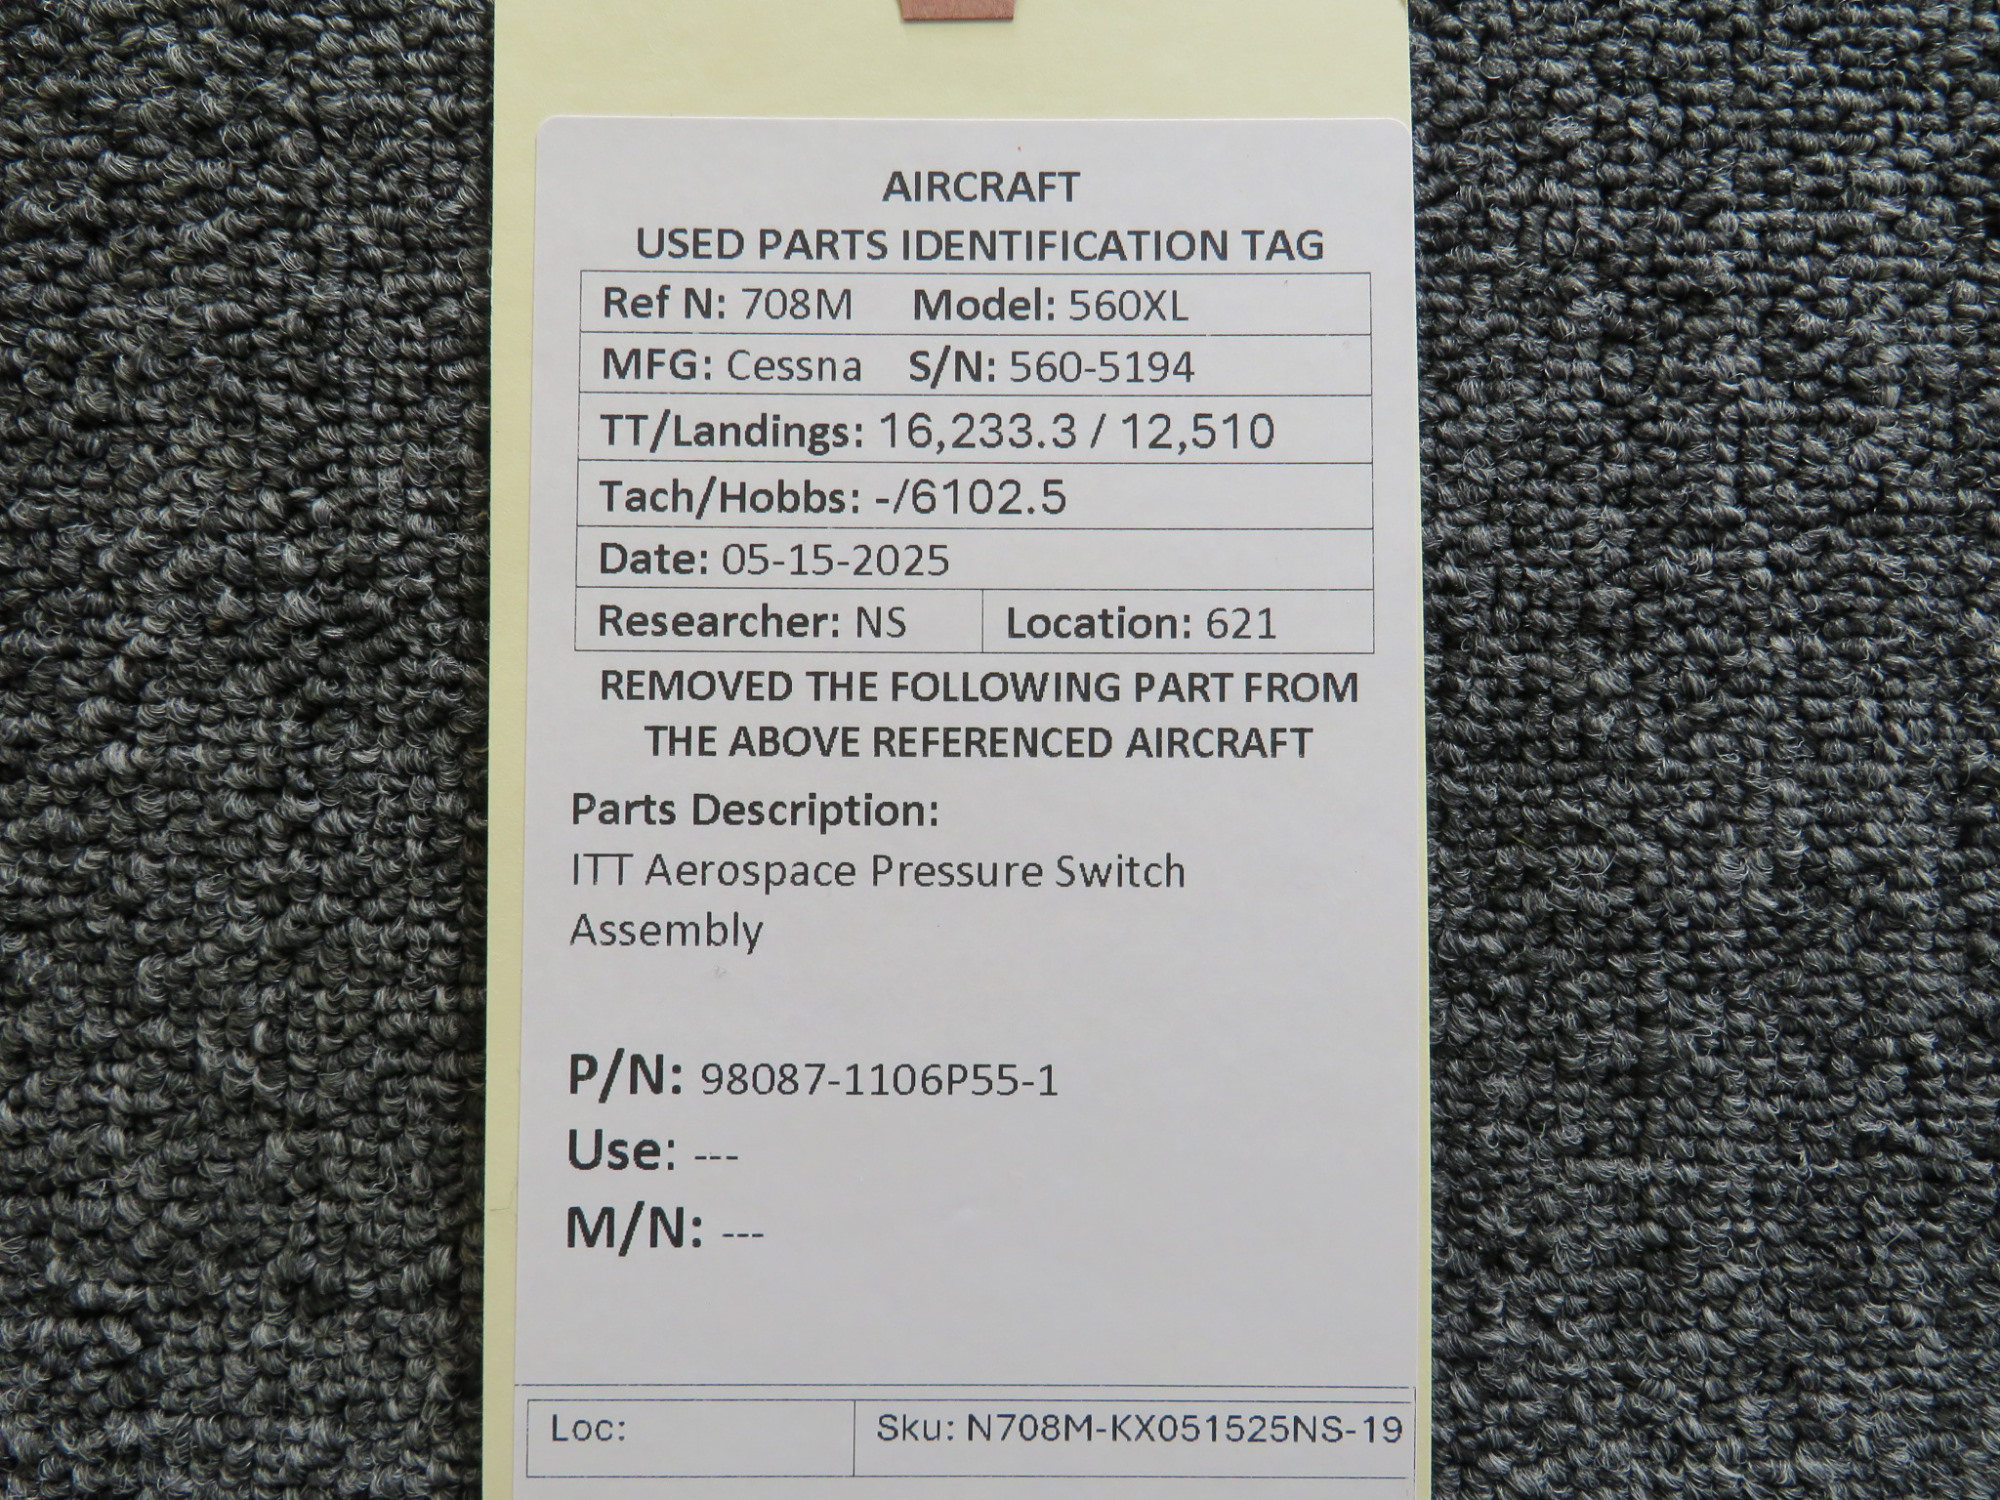 AIRCRAFT
USED PARTS IDENTIFICATION TAG
Ref N: 708M Model: 560XL
MFG: Cessna S/N: 560-5194
TT/Landings: 16,233.3 / 12,510
Tach/Hobbs: -/6102.5
Date: 05-15-2025
Researcher: NS Location: 621
REMOVED THE FOLLOWING PART FROM
THE ABOVE REFERENCED AIRCRAFT
Parts Description:
ITT Aerospace Pressure Switch
Assembly
P/N: 98087-1106P55-1
Use: ---
M/N: ---
Loc: Sku: N708M-KX051525NS-19